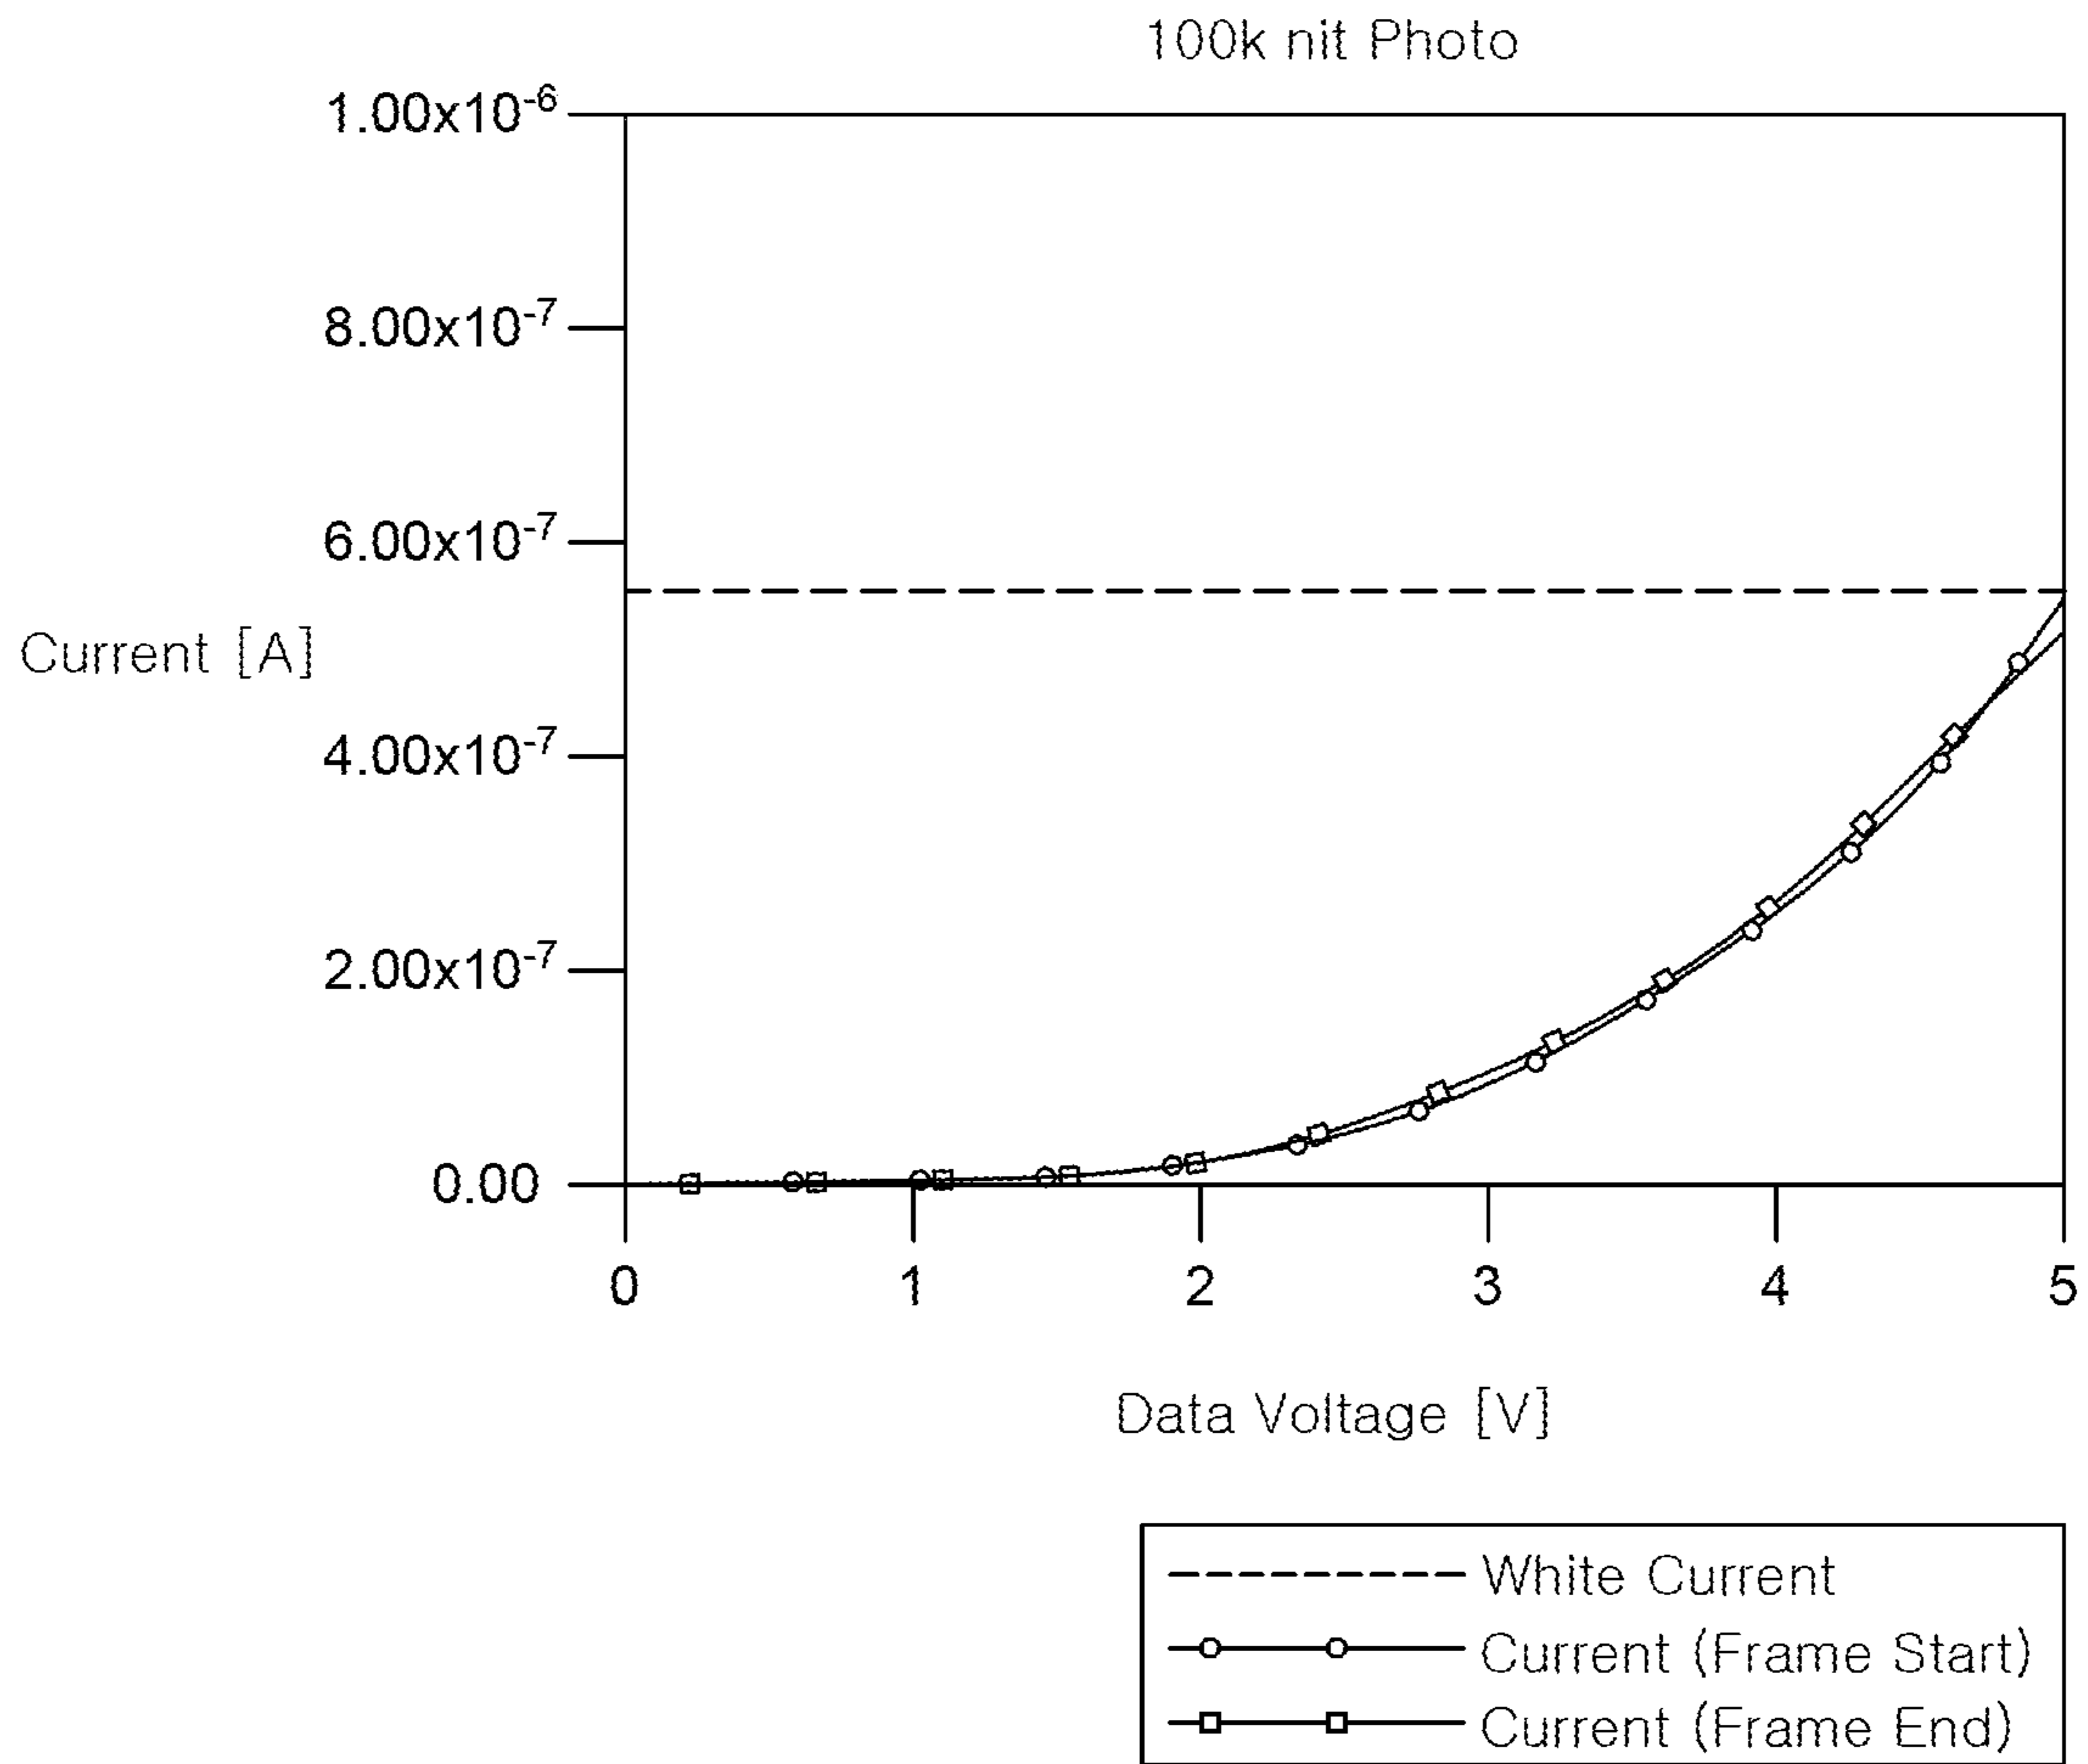 100k nit Photo
1.00x10⁻⁶
8.00x10⁻⁷
6.00x10⁻⁷
Current [A]
4.00x10⁻⁷
2.00x10⁻⁷
0.00
0 1 2 3 4 5
Data Voltage [V]
White Current
Current (Frame Start)
Current (Frame End)